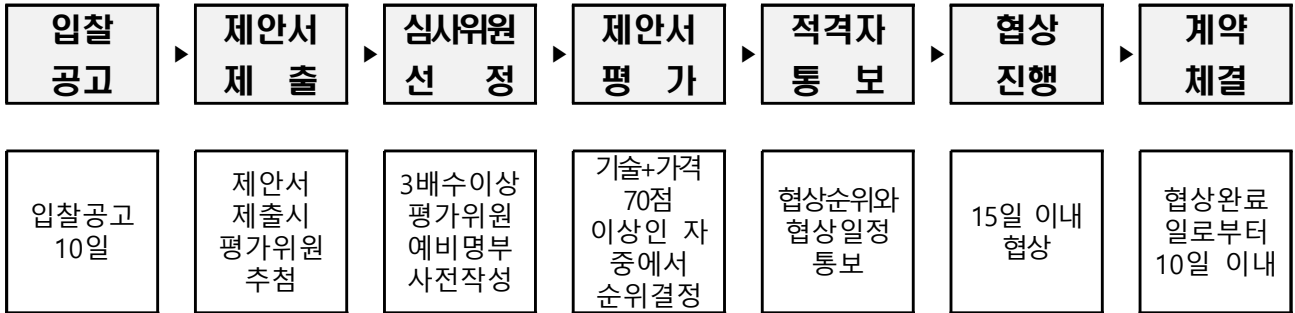 입찰
공고
▶
제안서
제 출
▶
심사위원
선 정
▶
제안서
평 가
▶
적격자
통 보
▶
협상
진행
▶
계약
체결
입찰공고
10일
제안서
제출시
평가위원
추첨
3배수이상
평가위원
예비명부
사전작성
기술+가격
70점
이상인 자
중에서
순위결정
협상순위와
협상일정
통보
15일 이내
협상
협상완료
일로부터
10일 이내